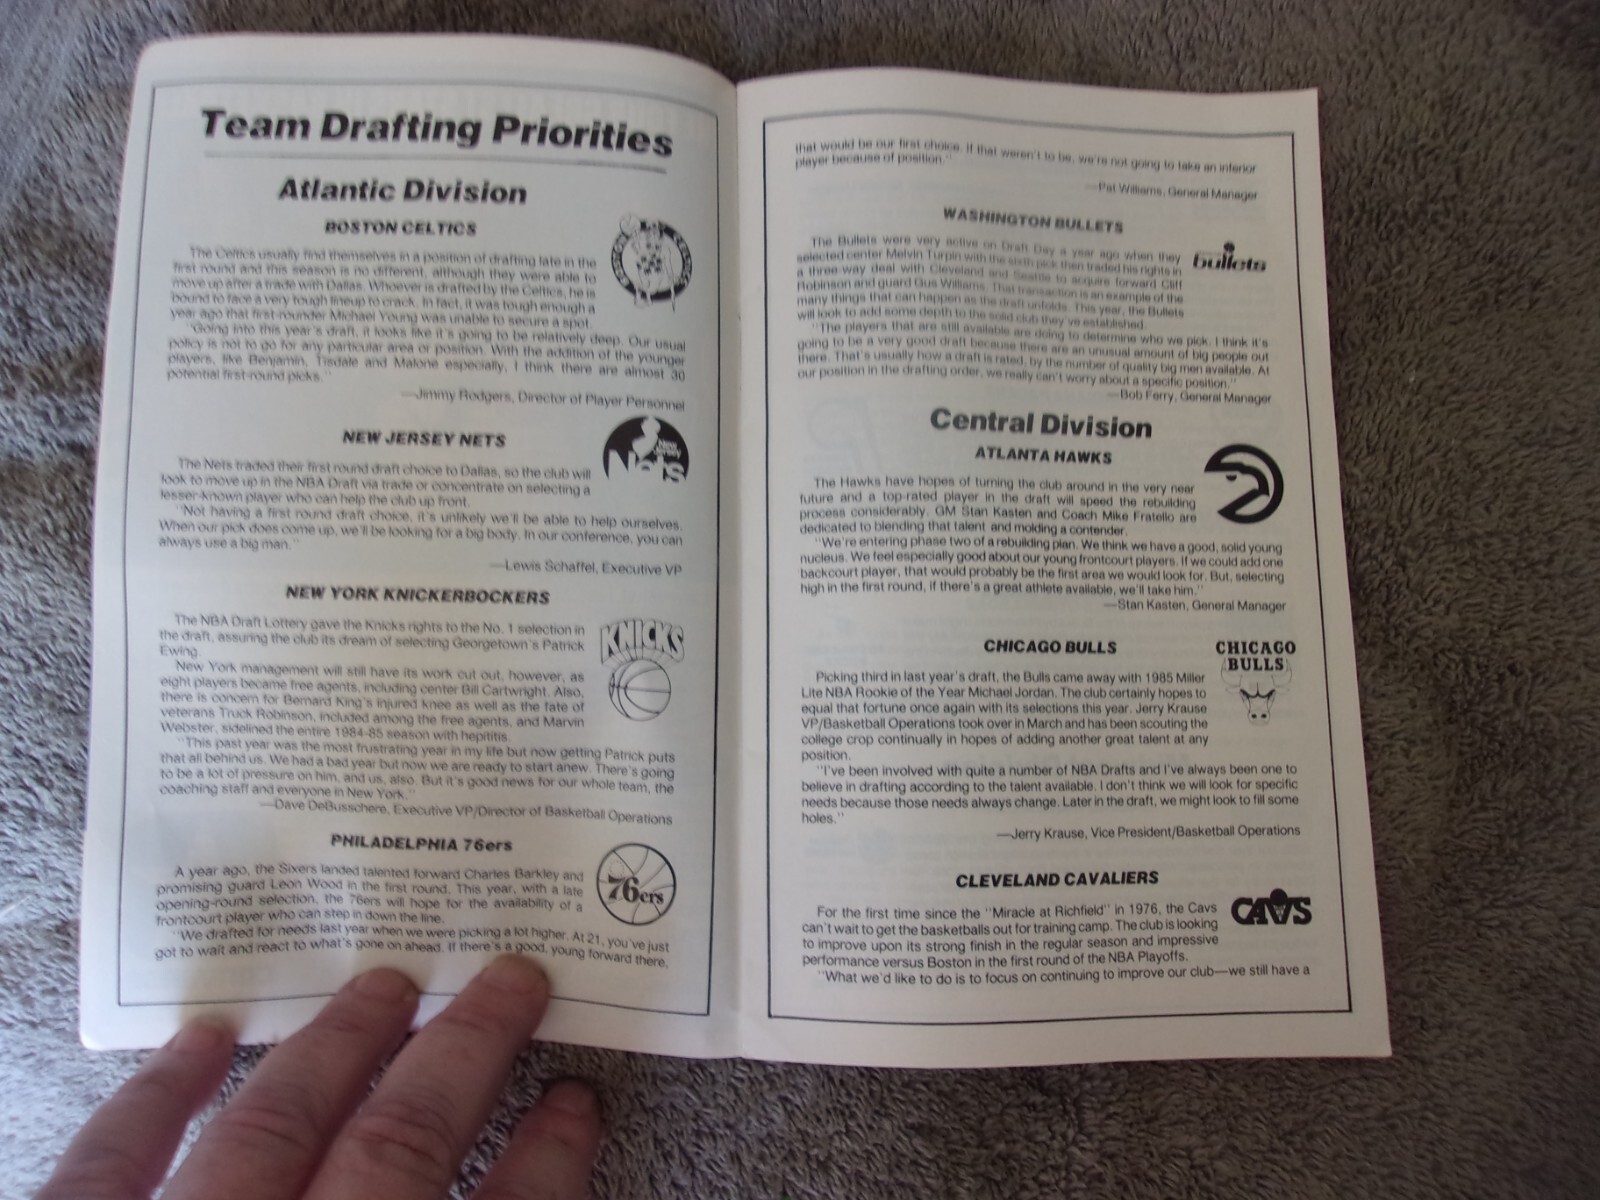 Team Drafting Priorities
Atlantic Division
BOSTON CELTICS
The Celtics usually find themselves in a position of drafting late in the
first round and this season is no different, although they were able to
move up after a trade with Dallas. Whoever is drafted by the Celtics, he is
bound to face a very tough lineup to crack. In fact, it was tough enough a
year ago that first-rounder Michael Young was unable to secure a spot.
"Going into this year's draft, it looks like it's going to be relatively deep. Our usual
policy is not to go for any particular area or position. With the addition of the younger
players, like Benjamin, Tisdale and Malone especially, I think there are almost 30
potential first-round picks."
—Jimmy Rodgers, Director of Player Personnel
NEW JERSEY NETS
New Jersey Nets
The Nets traded their first round draft choice to Dallas, so the club will
look to move up in the NBA Draft via trade or concentrate on selecting a
lesser-known player who can help the club up front.
"Not having a first round draft choice, it's unlikely we'll be able to help ourselves.
When our pick does come up, we'll be looking for a big body. In our conference, you can
always use a big man."
—Lewis Schaffel, Executive VP
NEW YORK KNICKERBOCKERS
KNICKS
The NBA Draft Lottery gave the Knicks rights to the No. 1 selection in
the draft, assuring the club its dream of selecting Georgetown's Patrick
Ewing.
New York management will still have its work cut out, however, as
eight players became free agents, including center Bill Cartwright. Also,
there is concern for Bernard King's injured knee as well as the fate of
veterans Truck Robinson, included among the free agents, and Marvin
Webster, sidelined the entire 1984-85 season with hepititis.
"This past year was the most frustrating year in my life but now getting Patrick puts
that all behind us. We had a bad year but now we are ready to start anew. There's going
to be a lot of pressure on him, and us, also. But it's good news for our whole team, the
coaching staff and everyone in New York."
—Dave DeBusschere, Executive VP/Director of Basketball Operations
PHILADELPHIA 76ers
76ers
A year ago, the Sixers landed talented forward Charles Barkley and
promising guard Leon Wood in the first round. This year, with a late
opening-round selection, the 76ers will hope for the availability of a
frontcourt player who can step in down the line.
"We drafted for needs last year when we were picking a lot higher. At 21, you've just
got to wait and react to what's gone on ahead. If there's a good, young forward there,
that would be our first choice. If that weren't to be, we're not going to take an inferior
player because of position."
—Pat Williams, General Manager
WASHINGTON BULLETS
bullets
The Bullets were very active on Draft Day a year ago when they
selected center Melvin Turpin with the sixth pick then traded his rights in
a three-way deal with Cleveland and Seattle to acquire forward Cliff
Robinson and guard Gus Williams. That transaction is an example of the
many things that can happen as the draft unfolds. This year, the Bullets
will look to add some depth to the solid club they've established.
"The players that are still available are going to determine who we pick. I think it's
going to be a very good draft because there are an unusual amount of big people out
there. That's usually how a draft is rated, by the number of quality big men available. At
our position in the drafting order, we really can't worry about a specific position."
—Bob Ferry, General Manager
Central Division
ATLANTA HAWKS
The Hawks have hopes of turning the club around in the very near
future and a top-rated player in the draft will speed the rebuilding
process considerably. GM Stan Kasten and Coach Mike Fratello are
dedicated to blending that talent and molding a contender.
"We're entering phase two of a rebuilding plan. We think we have a good, solid young
nucleus. We feel especially good about our young frontcourt players. If we could add one
backcourt player, that would probably be the first area we would look for. But, selecting
high in the first round, if there's a great athlete available, we'll take him."
—Stan Kasten, General Manager
CHICAGO BULLS
CHICAGO
BULLS
Picking third in last year's draft, the Bulls came away with 1985 Miller
Lite NBA Rookie of the Year Michael Jordan. The club certainly hopes to
equal that fortune once again with its selections this year. Jerry Krause
VP/Basketball Operations took over in March and has been scouting the
college crop continually in hopes of adding another great talent at any
position.
"I've been involved with quite a number of NBA Drafts and I've always been one to
believe in drafting according to the talent available. I don't think we will look for specific
needs because those needs always change. Later in the draft, we might look to fill some
holes."
—Jerry Krause, Vice President/Basketball Operations
CLEVELAND CAVALIERS
CAVS
For the first time since the "Miracle at Richfield" in 1976, the Cavs
can't wait to get the basketballs out for training camp. The club is looking
to improve upon its strong finish in the regular season and impressive
performance versus Boston in the first round of the NBA Playoffs.
"What we'd like to do is to focus on continuing to improve our club—we still have a